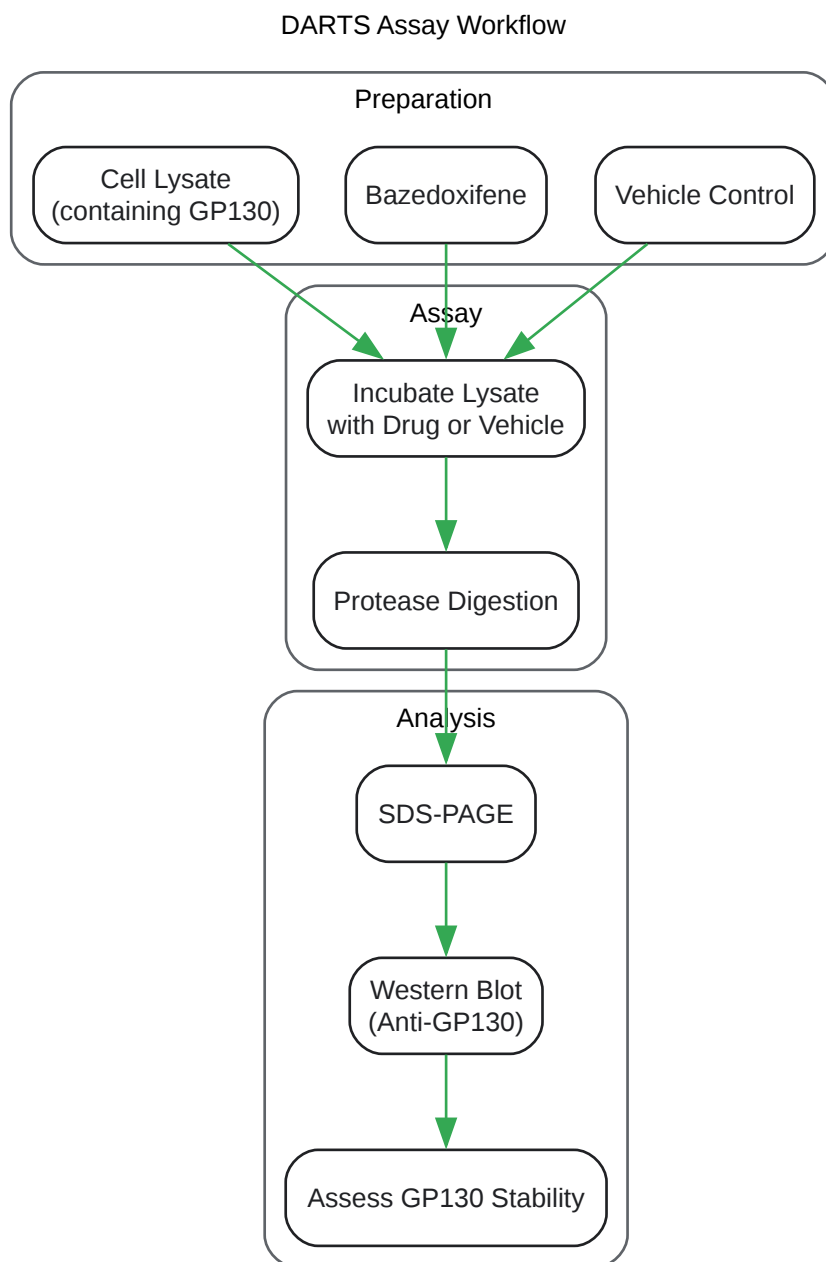 DARTS Assay Workflow
Preparation
Cell Lysate
(containing GP130)
Bazedoxifene
Vehicle Control
Assay
Incubate Lysate
with Drug or Vehicle
Protease Digestion
Analysis
SDS-PAGE
Western Blot
(Anti-GP130)
Assess GP130 Stability